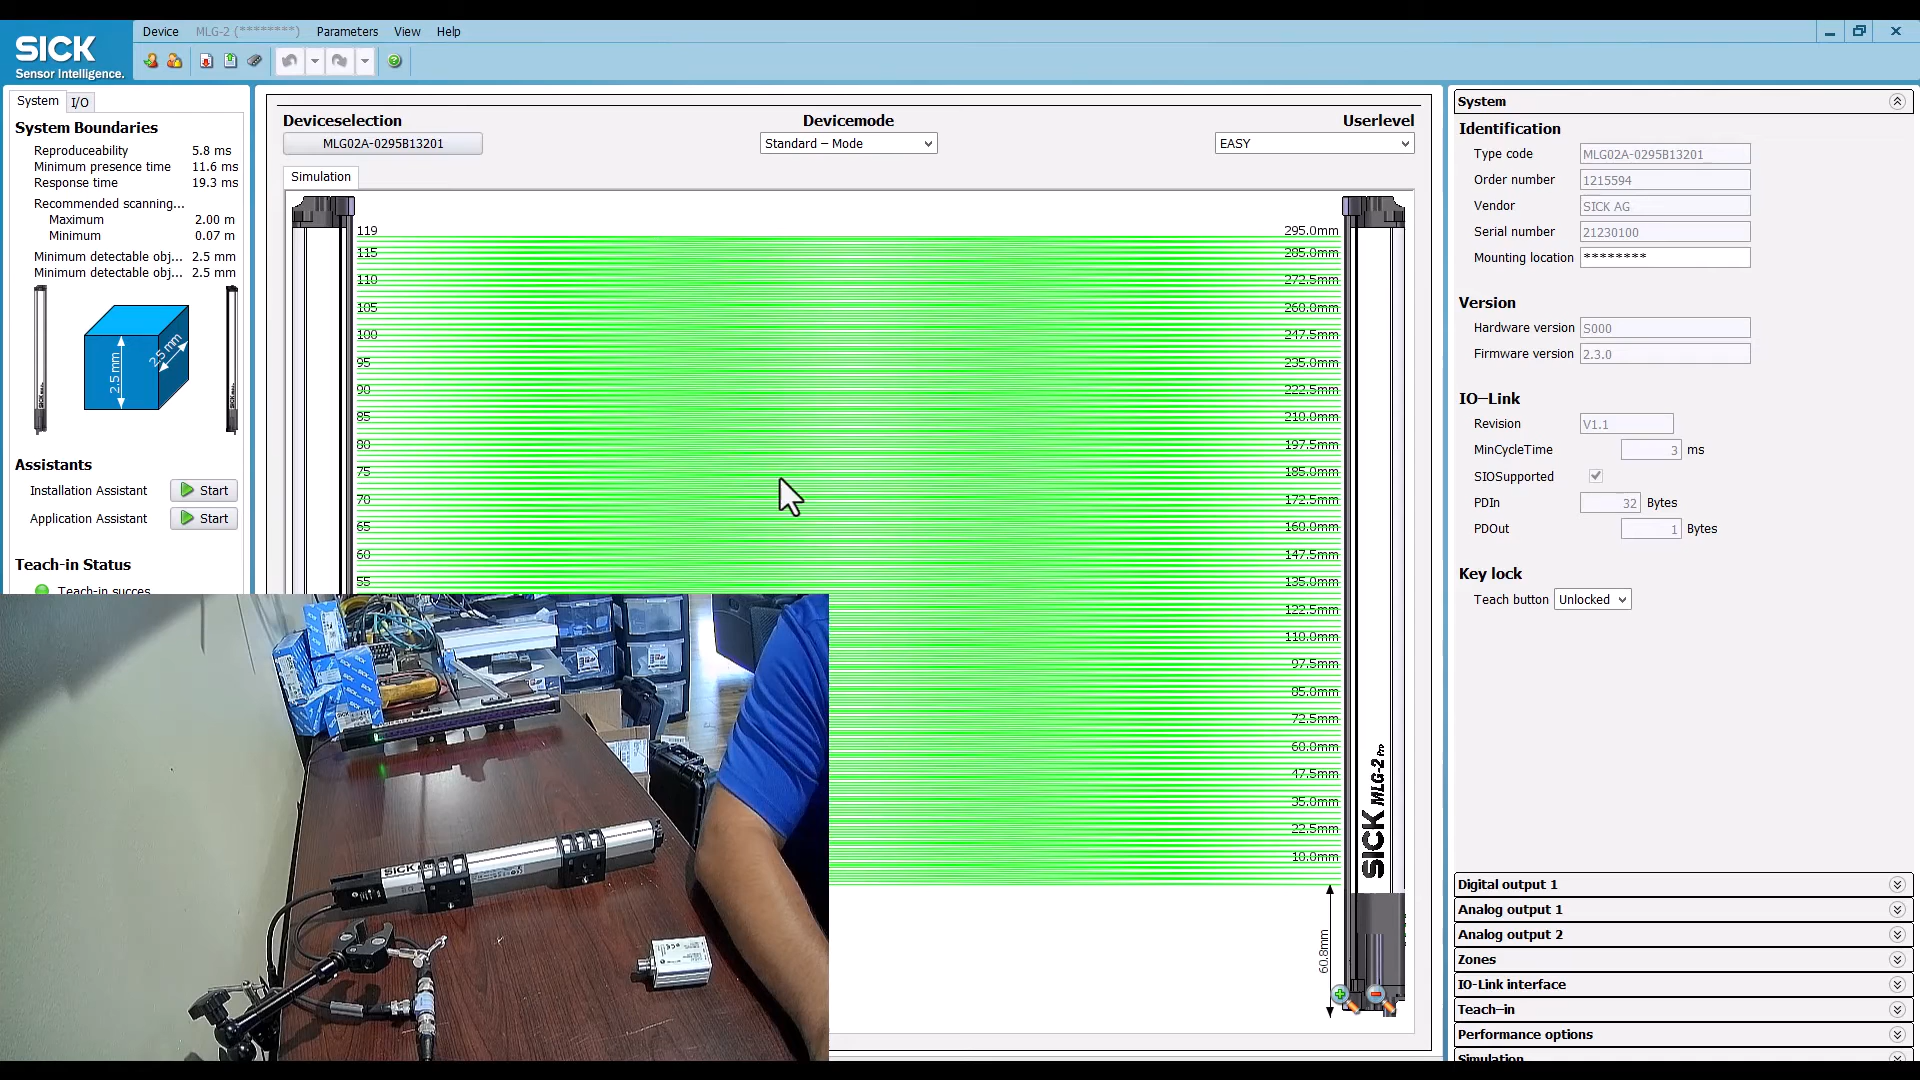 SICK
Sensor Intelligence.
Device MLG-2 (********) Parameters View Help
System I/O
System Boundaries
Reproduceability 5.8 ms
Minimum presence time 11.6 ms
Response time 19.3 ms
Recommended scanning...
Maximum 2.00 m
Minimum 0.07 m
Minimum detectable obj... 2.5 mm
Minimum detectable obj... 2.5 mm
2.5 mm
2.5 mm
Assistants
Installation Assistant Start
Application Assistant Start
Teach-in Status
Teach-in succes
Deviceselection Devicemode Userlevel
MLG02A-0295B13201 Standard – Mode EASY
Simulation
119 295.0mm
115 285.0mm
110 272.5mm
105 260.0mm
100 247.5mm
95 235.0mm
90 222.5mm
85 210.0mm
80 197.5mm
75 185.0mm
70 172.5mm
65 160.0mm
60 147.5mm
55 135.0mm
122.5mm
110.0mm
97.5mm
85.0mm
72.5mm
60.0mm
47.5mm
35.0mm
22.5mm
10.0mm
60.8mm
SICK MLG-2 Pro
SICK
SICK
SICK
System
Identification
Type code MLG02A-0295B13201
Order number 1215594
Vendor SICK AG
Serial number 21230100
Mounting location ********
Version
Hardware version S000
Firmware version 2.3.0
IO–Link
Revision V1.1
MinCycleTime 3 ms
SIOSupported
PDIn 32 Bytes
PDOut 1 Bytes
Key lock
Teach button Unlocked
Digital output 1
Analog output 1
Analog output 2
Zones
IO-Link interface
Teach–in
Performance options
Simulation